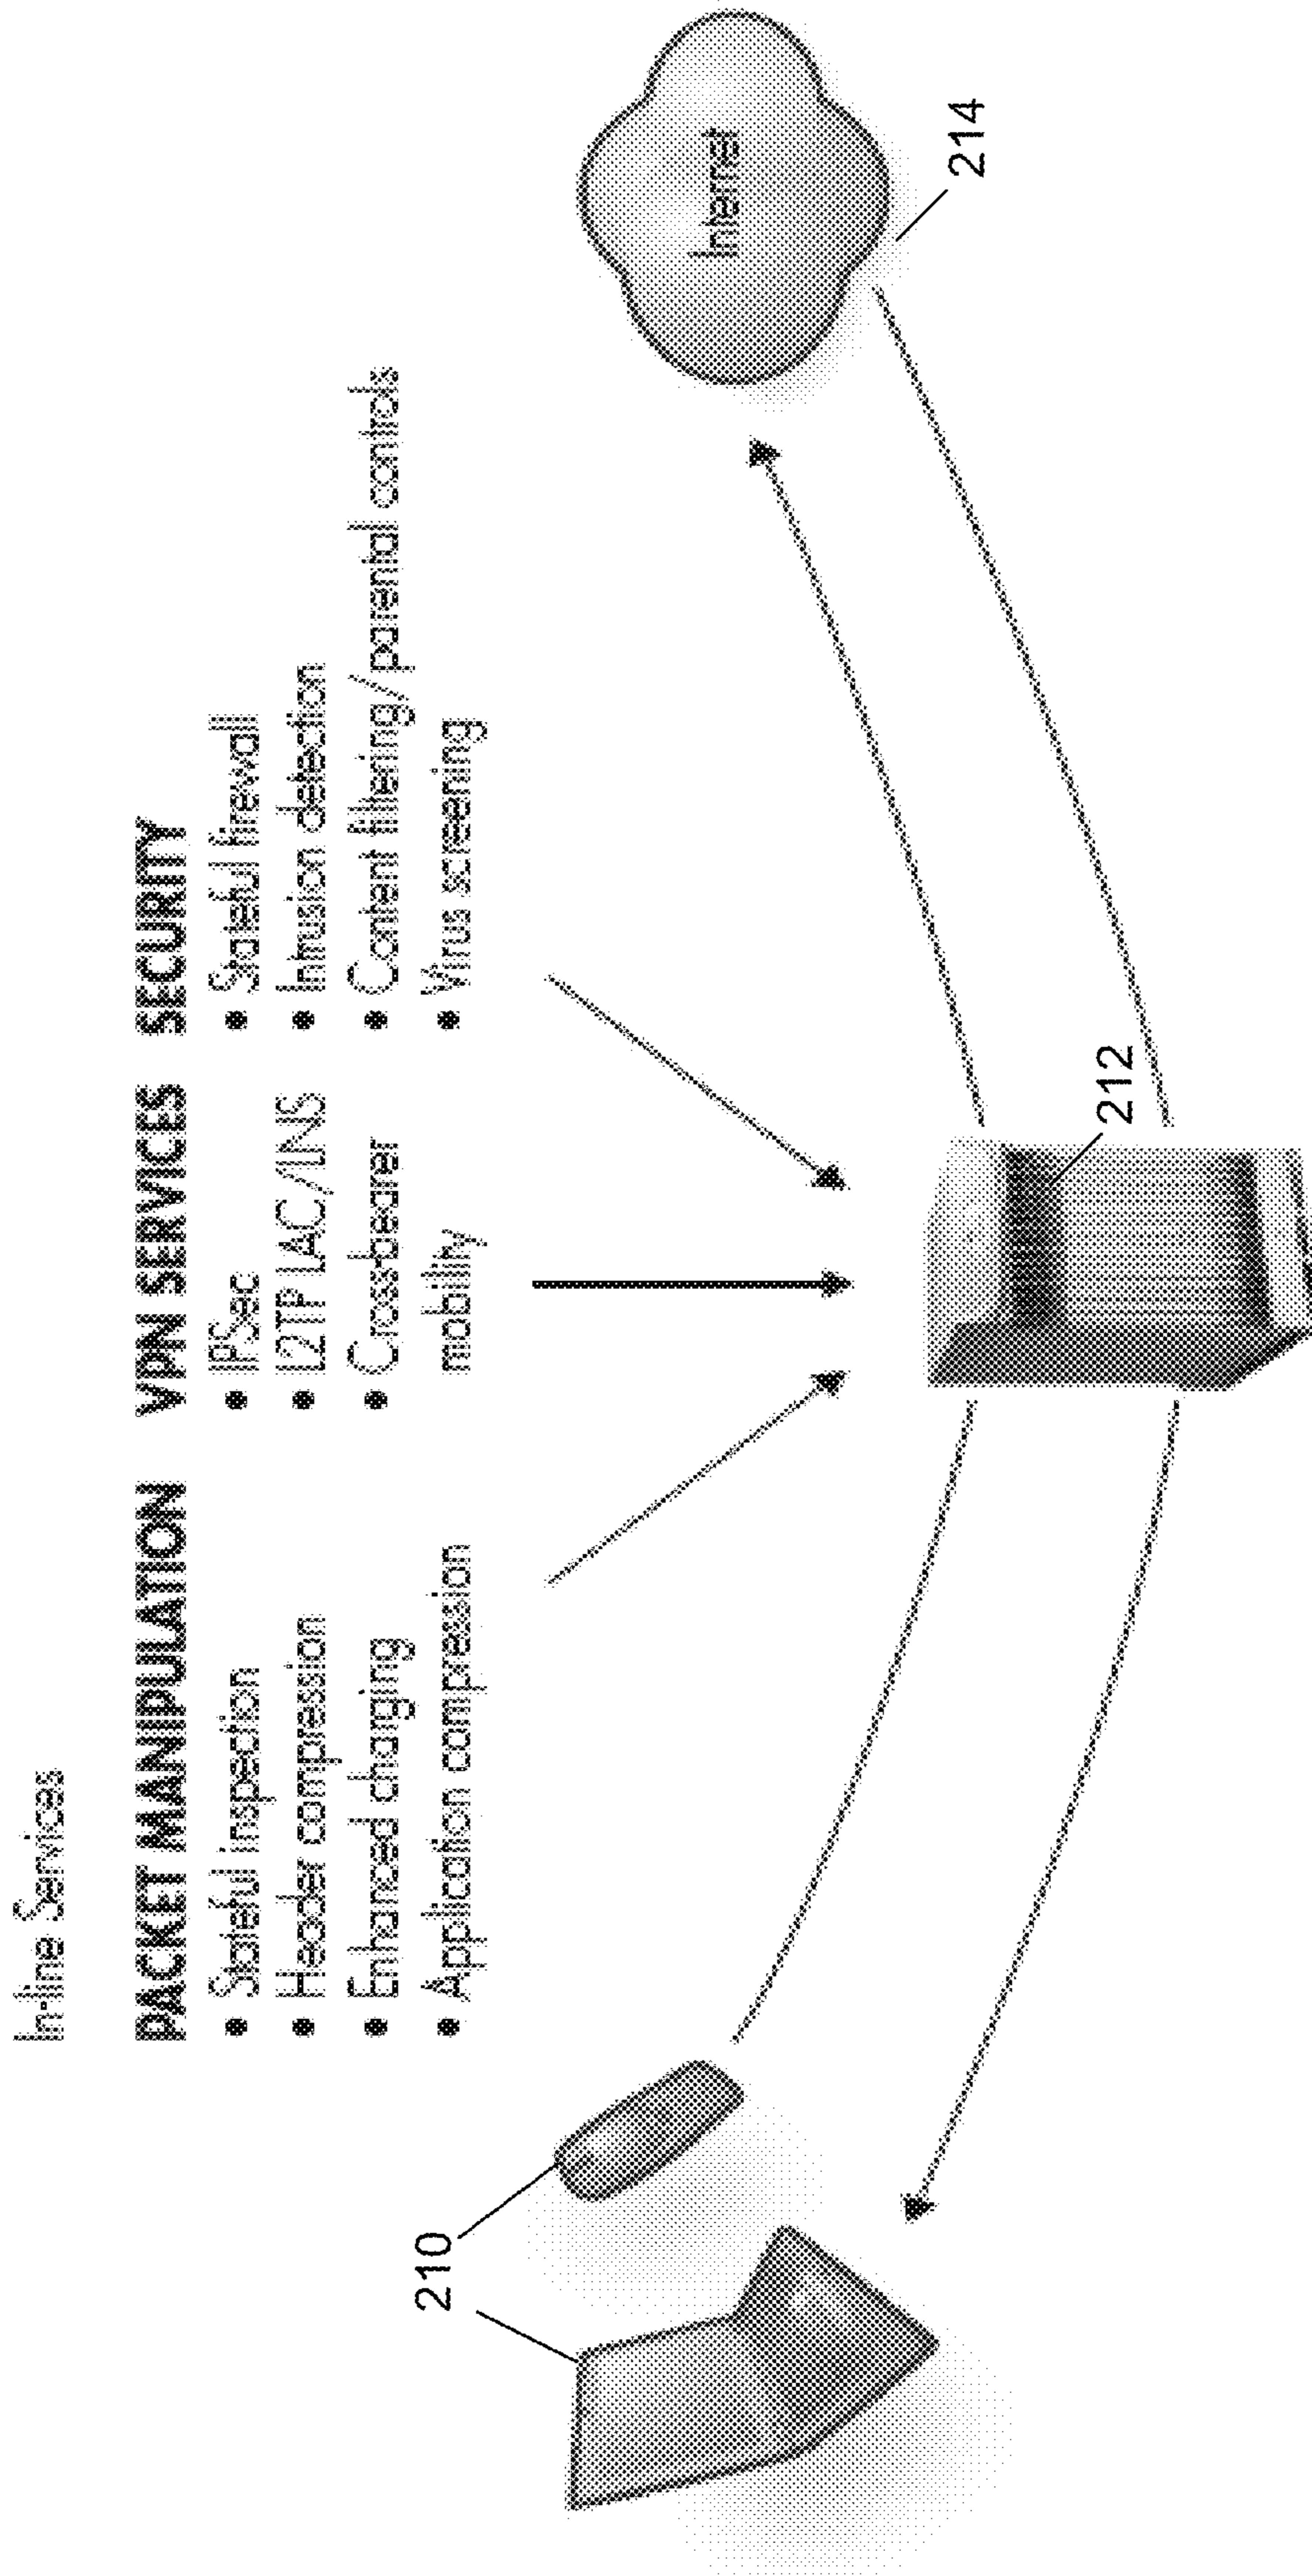 In-line Services
PACKET MANIPULATION
• Stateful inspection
• Header compression
• Enhanced charging
• Application compression
VPN SERVICES
• IPSec
• L2TP LAC/LNS
• Cross-bearer
mobility
SECURITY
• Stateful firewall
• Intrusion detection
• Content filtering/parental controls
• Virus screening
210
212
Internet
214